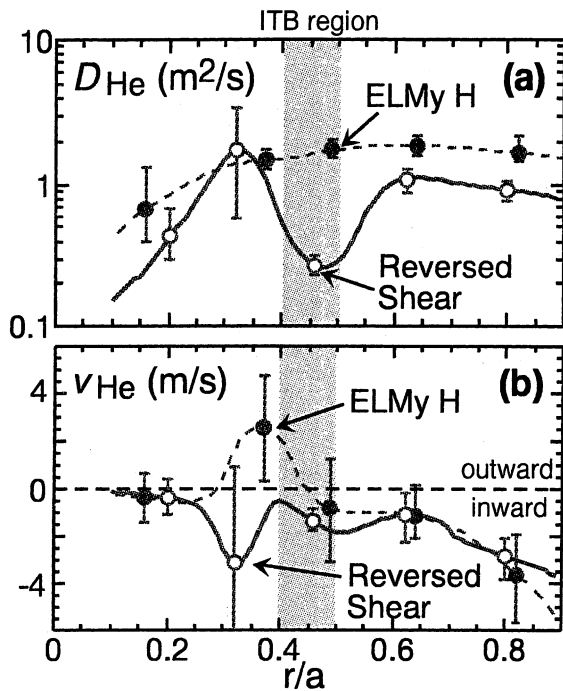 ITB region
10
D He (m²/s)
(a)
ELMy H
1
Reversed
Shear
0.1
v He (m/s)
(b)
4
ELMy H
outward
0
inward
Reversed
Shear
-4
0 0.2 0.4 0.6 0.8
r/a